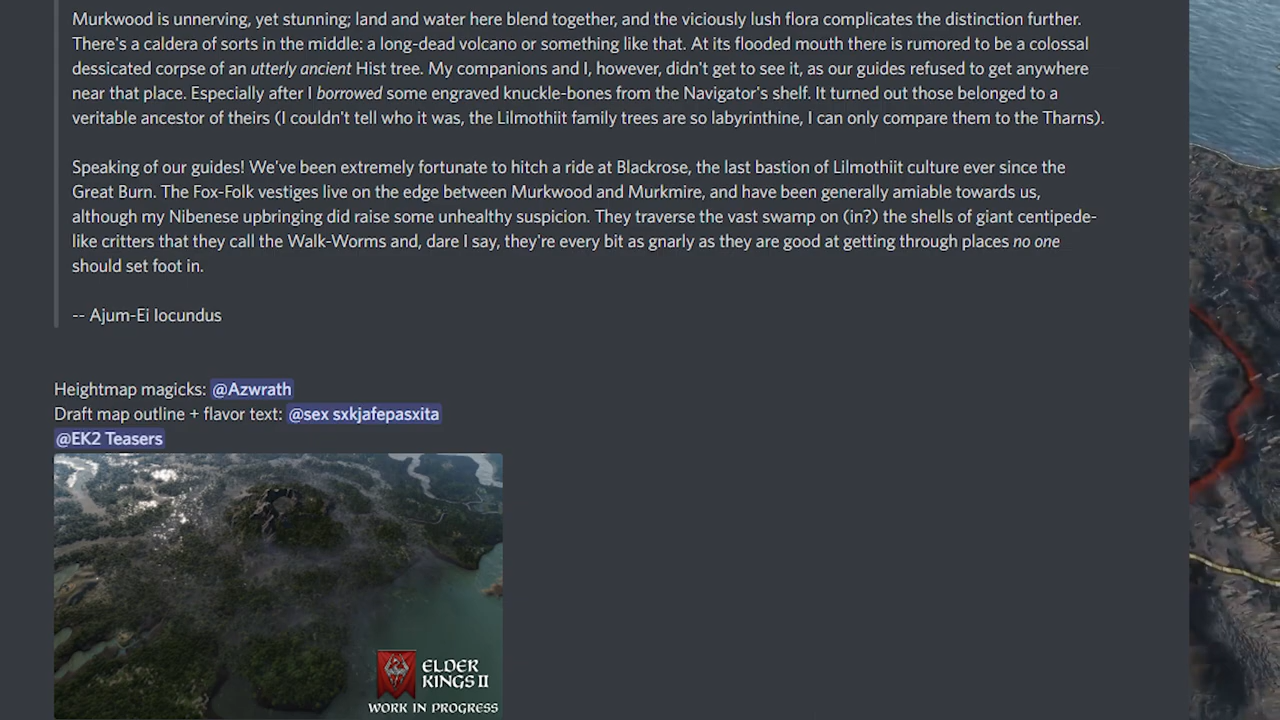 Murkwood is unnerving, yet stunning; land and water here blend together, and the viciously lush flora complicates the distinction further.
There's a caldera of sorts in the middle: a long-dead volcano or something like that. At its flooded mouth there is rumored to be a colossal
dessicated corpse of an utterly ancient Hist tree. My companions and I, however, didn't get to see it, as our guides refused to get anywhere
near that place. Especially after I borrowed some engraved knuckle-bones from the Navigator's shelf. It turned out those belonged to a
veritable ancestor of theirs (I couldn't tell who it was, the Lilmothiit family trees are so labyrinthine, I can only compare them to the Tharns).
Speaking of our guides! We've been extremely fortunate to hitch a ride at Blackrose, the last bastion of Lilmothiit culture ever since the
Great Burn. The Fox-Folk vestiges live on the edge between Murkwood and Murkmire, and have been generally amiable towards us,
although my Nibenese upbringing did raise some unhealthy suspicion. They traverse the vast swamp on (in?) the shells of giant centipede-
like critters that they call the Walk-Worms and, dare I say, they're every bit as gnarly as they are good at getting through places no one
should set foot in.
-- Ajum-Ei Iocundus
Heightmap magicks: @Azwrath
Draft map outline + flavor text: @sex sxkjafepasxita
@EK2 Teasers
ELDER
KINGS II
WORK IN PROGRESS